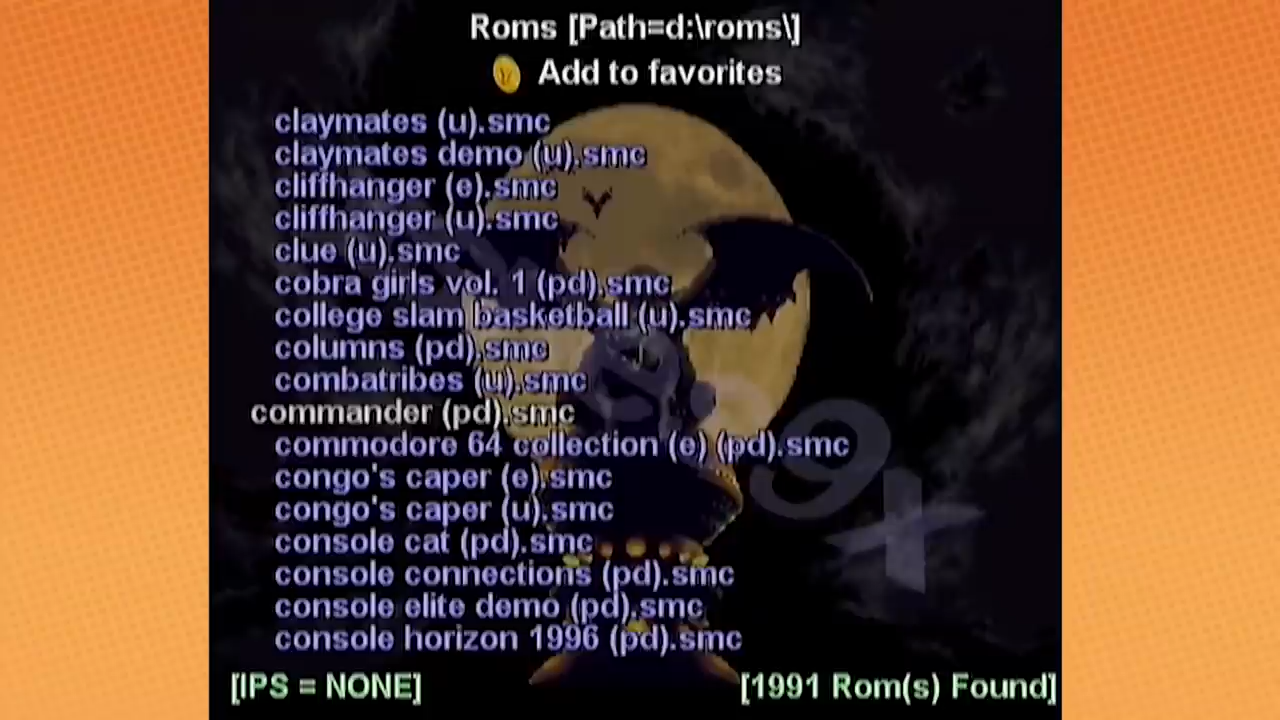 Roms [Path=d:\roms\]
Add to favorites
claymates (u).smc
claymates demo (u).smc
cliffhanger (e).smc
cliffhanger (u).smc
clue (u).smc
cobra girls vol. 1 (pd).smc
college slam basketball (u).smc
columns (pd).smc
combatribes (u).smc
commander (pd).smc
commodore 64 collection (e) (pd).smc
congo's caper (e).smc
congo's caper (u).smc
console cat (pd).smc
console connections (pd).smc
console elite demo (pd).smc
console horizon 1996 (pd).smc
[IPS = NONE]
[1991 Rom(s) Found]